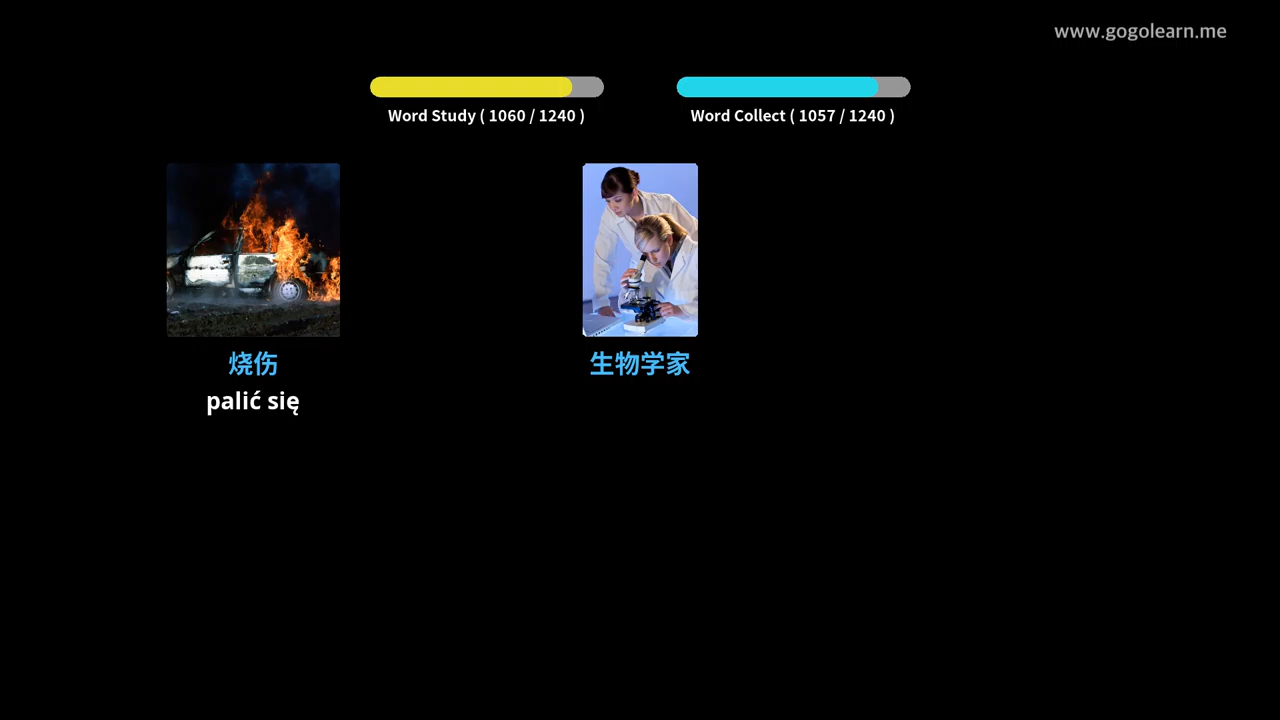 www.gogolearn.me
Word Study ( 1060 / 1240 )
Word Collect ( 1057 / 1240 )
烧伤
palić się
生物学家